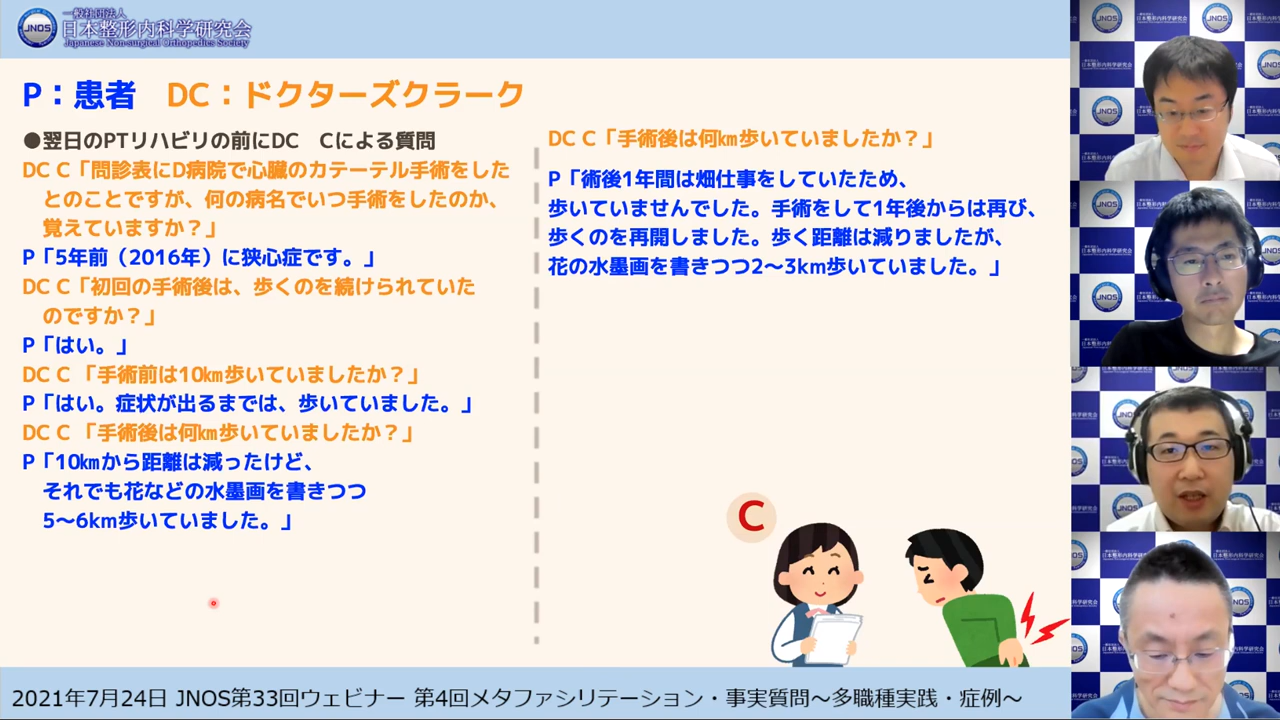 JNOS
一般社団法人
日本整形内科学研究会
Japanese Non-surgical Orthopedics Society
P：患者　DC：ドクターズクラーク
●翌日のPTリハビリの前にDC　Cによる質問
DC C「問診表にD病院で心臓のカテーテル手術をした
とのことですが、何の病名でいつ手術をしたのか、
覚えていますか？」
P「5年前（2016年）に狭心症です。」
DC C「初回の手術後は、歩くのを続けられていた
のですか？」
P「はい。」
DC C 「手術前は10㎞歩いていましたか？」
P「はい。症状が出るまでは、歩いていました。」
DC C 「手術後は何㎞歩いていましたか？」
P「10㎞から距離は減ったけど、
それでも花などの水墨画を書きつつ
5～6km歩いていました。」
DC C「手術後は何㎞歩いていましたか？」
P「術後1年間は畑仕事をしていたため、
歩いていませんでした。手術をして1年後からは再び、
歩くのを再開しました。歩く距離は減りましたが、
花の水墨画を書きつつ2～3km歩いていました。」
C
2021年7月24日 JNOS第33回ウェビナー 第4回メタファシリテーション・事実質問～多職種実践・症例～